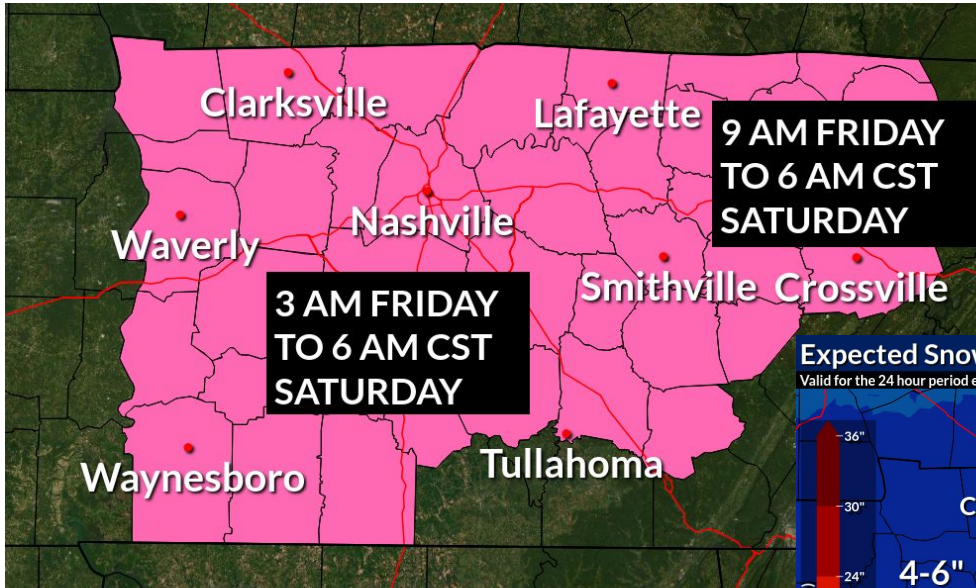 Clarksville
Lafayette
9 AM FRIDAY
TO 6 AM CST
SATURDAY
Nashville
Waverly
Smithville
Crossville
3 AM FRIDAY
TO 6 AM CST
SATURDAY
Waynesboro
Tullahoma
Expected Snow
Valid for the 24 hour period e
36"
30"
24"
C
4-6"